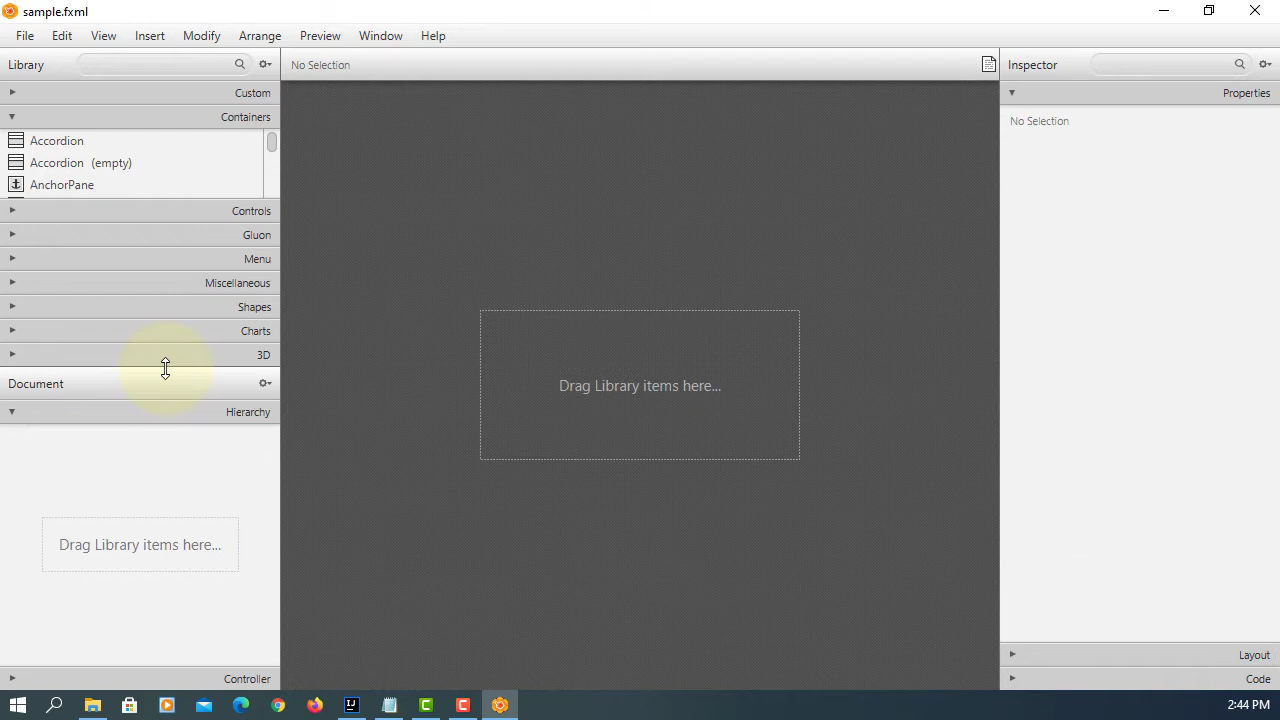 sample.fxml
File Edit View Insert Modify Arrange Preview Window Help
Library
No Selection
Inspector
Custom
Properties
Containers
No Selection
Accordion
Accordion (empty)
AnchorPane
Controls
Gluon
Menu
Miscellaneous
Shapes
Charts
3D
Document
Drag Library items here...
Hierarchy
Drag Library items here...
Layout
Controller
Code
2:44 PM